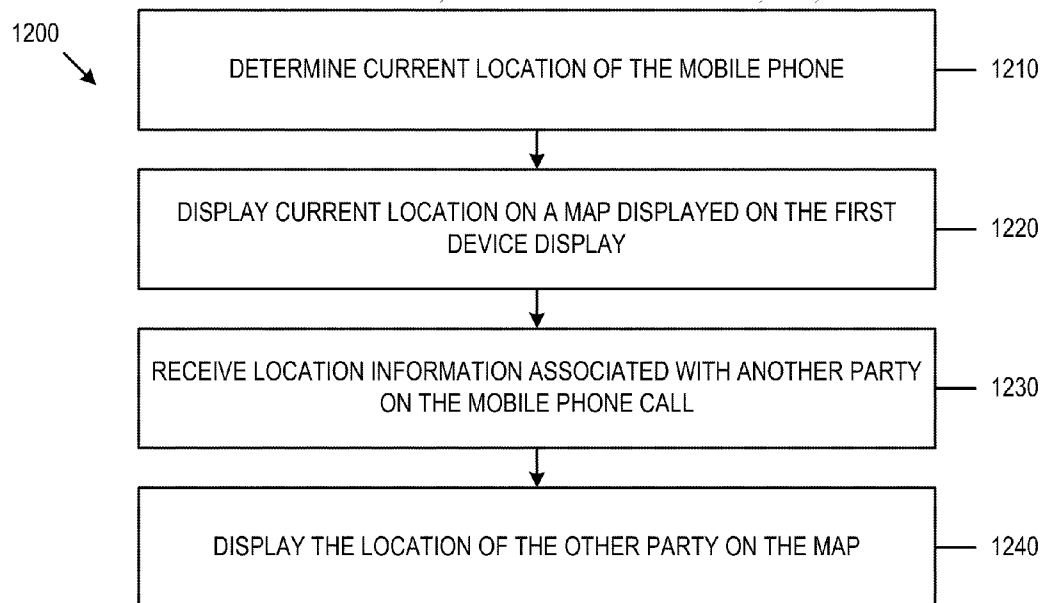 1200
DETERMINE CURRENT LOCATION OF THE MOBILE PHONE
1210
DISPLAY CURRENT LOCATION ON A MAP DISPLAYED ON THE FIRST
DEVICE DISPLAY
1220
RECEIVE LOCATION INFORMATION ASSOCIATED WITH ANOTHER PARTY
ON THE MOBILE PHONE CALL
1230
DISPLAY THE LOCATION OF THE OTHER PARTY ON THE MAP
1240